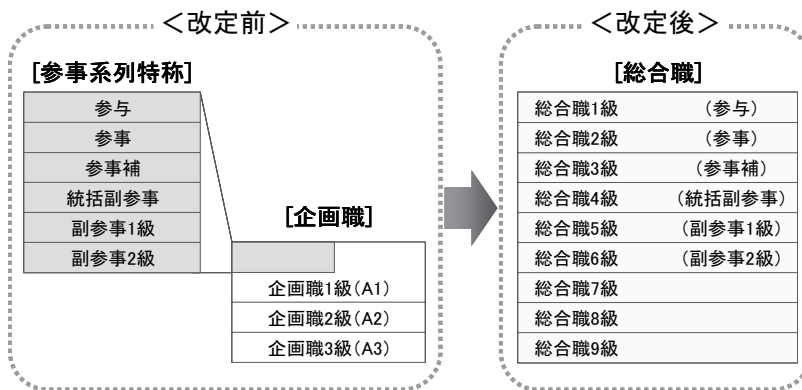 ＜改定前＞
[参事系列特称]
参与
参事
参事補
統括副参事
副参事1級
副参事2級
[企画職]
企画職1級(A1)
企画職2級(A2)
企画職3級(A3)
＜改定後＞
[総合職]
総合職1級 (参与)
総合職2級 (参事)
総合職3級 (参事補)
総合職4級 (統括副参事)
総合職5級 (副参事1級)
総合職6級 (副参事2級)
総合職7級
総合職8級
総合職9級